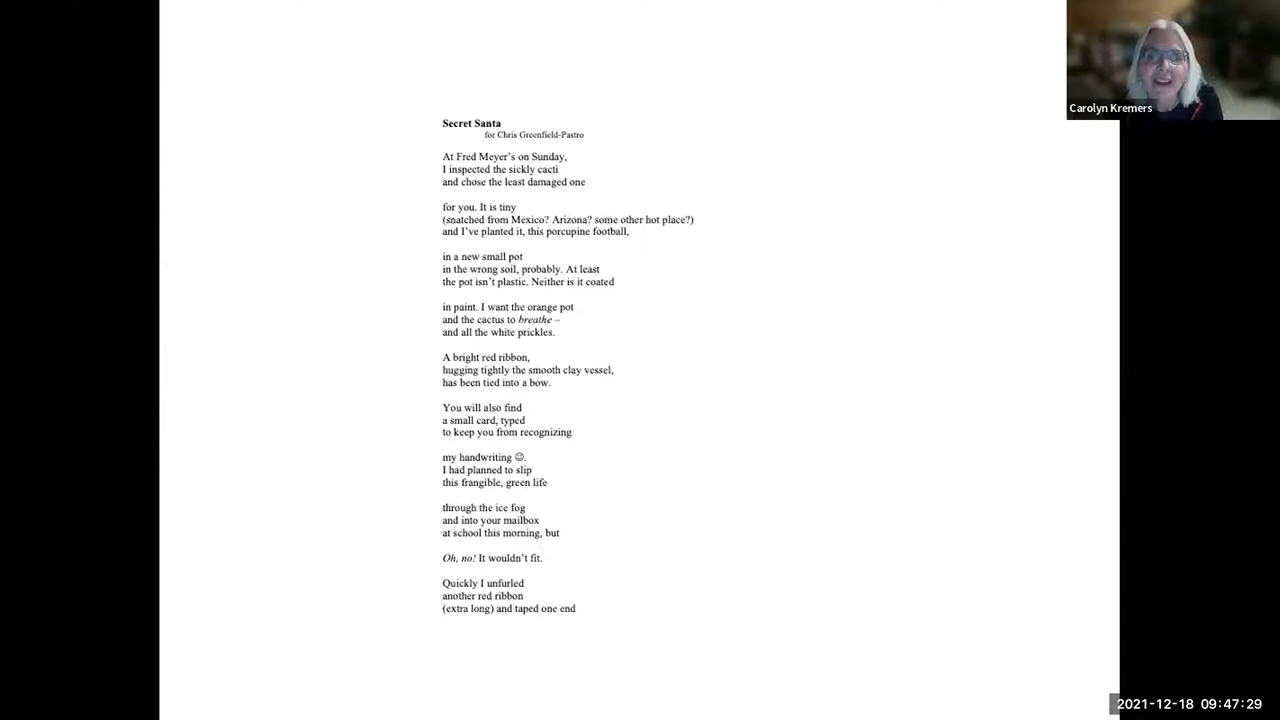 Carolyn Kremers
Secret Santa
for Chris Greenfield-Pastro
At Fred Meyer's on Sunday,
I inspected the sickly cacti
and chose the least damaged one
for you. It is tiny
(snatched from Mexico? Arizona? some other hot place?)
and I've planted it, this porcupine football,
in a new small pot
in the wrong soil, probably. At least
the pot isn't plastic. Neither is it coated
in paint. I want the orange pot
and the cactus to breathe –
and all the white prickles.
A bright red ribbon,
hugging tightly the smooth clay vessel,
has been tied into a bow.
You will also find
a small card, typed
to keep you from recognizing
my handwriting ☺.
I had planned to slip
this frangible, green life
through the ice fog
and into your mailbox
at school this morning, but
Oh, no! It wouldn't fit.
Quickly I unfurled
another red ribbon
(extra long) and taped one end
2021-12-18 09:47:29